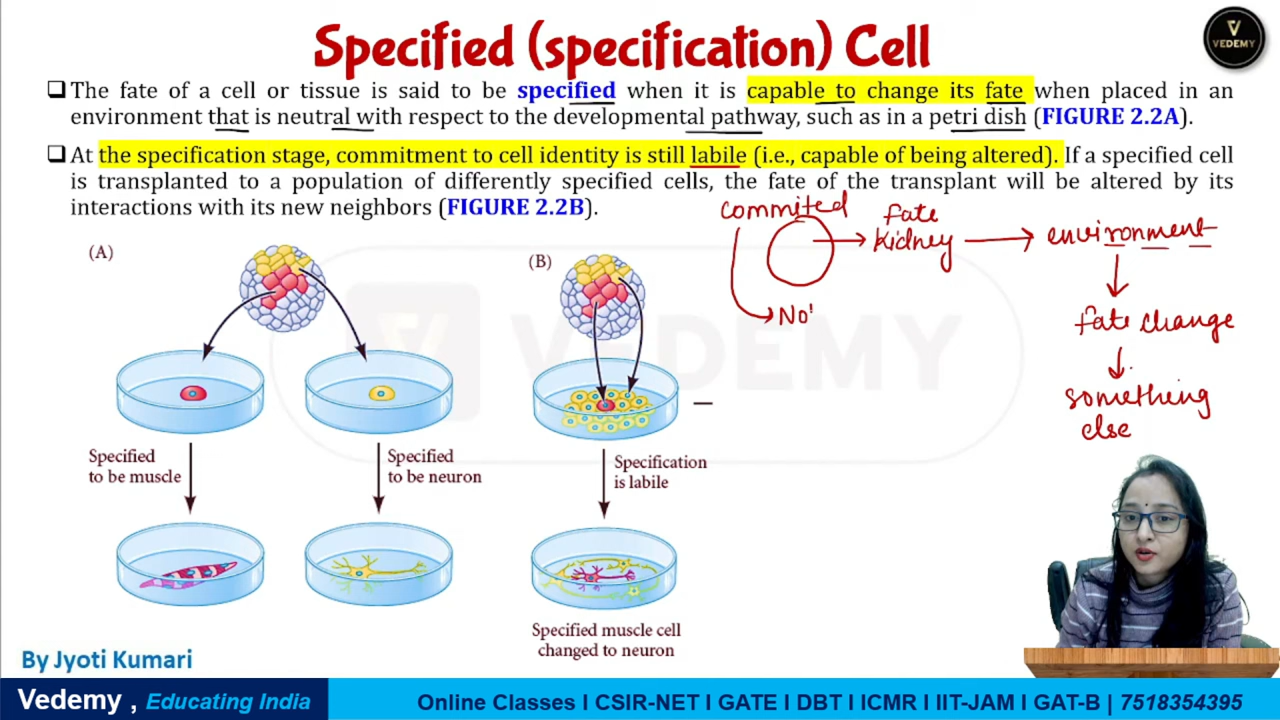 Specified (specification) Cell
VEDEMY
❑ The fate of a cell or tissue is said to be specified when it is capable to change its fate when placed in an
environment that is neutral with respect to the developmental pathway, such as in a petri dish (FIGURE 2.2A).
❑ At the specification stage, commitment to cell identity is still labile (i.e., capable of being altered). If a specified cell
is transplanted to a population of differently specified cells, the fate of the transplant will be altered by its
interactions with its new neighbors (FIGURE 2.2B).
commited
fate
kidney
environment
fate change
something
else
No
(A)
(B)
VEDEMY
Specified
to be muscle
Specified
to be neuron
Specification
is labile
Specified muscle cell
changed to neuron
By Jyoti Kumari
Vedemy , Educating India
Online Classes I CSIR-NET I GATE I DBT I ICMR I IIT-JAM I GAT-B | 7518354395